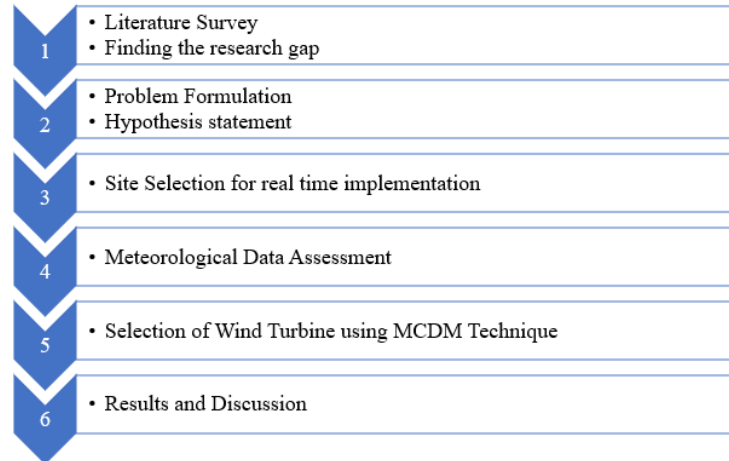 1
• Literature Survey
• Finding the research gap
2
• Problem Formulation
• Hypothesis statement
3
• Site Selection for real time implementation
4
• Meteorological Data Assessment
5
• Selection of Wind Turbine using MCDM Technique
6
• Results and Discussion